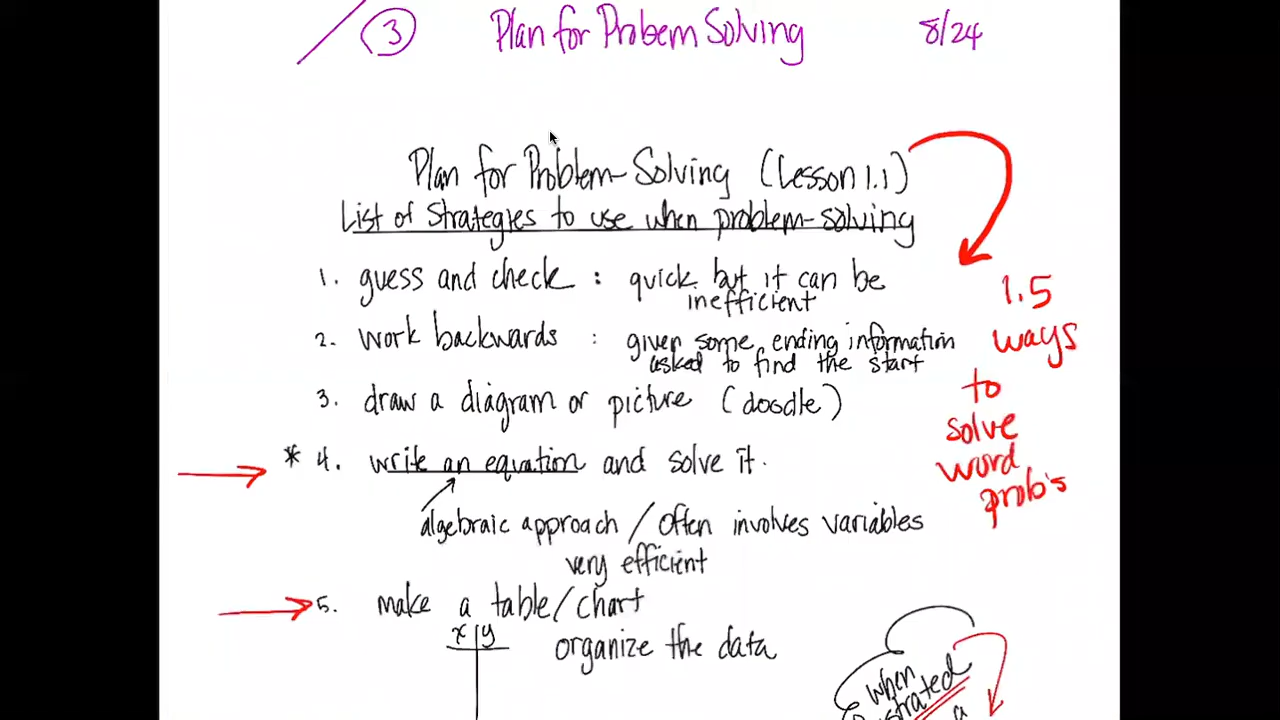 3 Plan for Probem Solving 8/24
Plan for Problem-Solving (Lesson 1.1)
List of strategies to use when problem-solving
1. guess and check : quick but it can be
inefficient
2. work backwards : given some ending information
asked to find the start
3. draw a diagram or picture (doodle)
* 4. write an equation and solve it.
algebraic approach / often involves variables
very efficient
5. make a table/chart
x y
organize the data
1.5
ways
to
solve
word
prob's
when
a